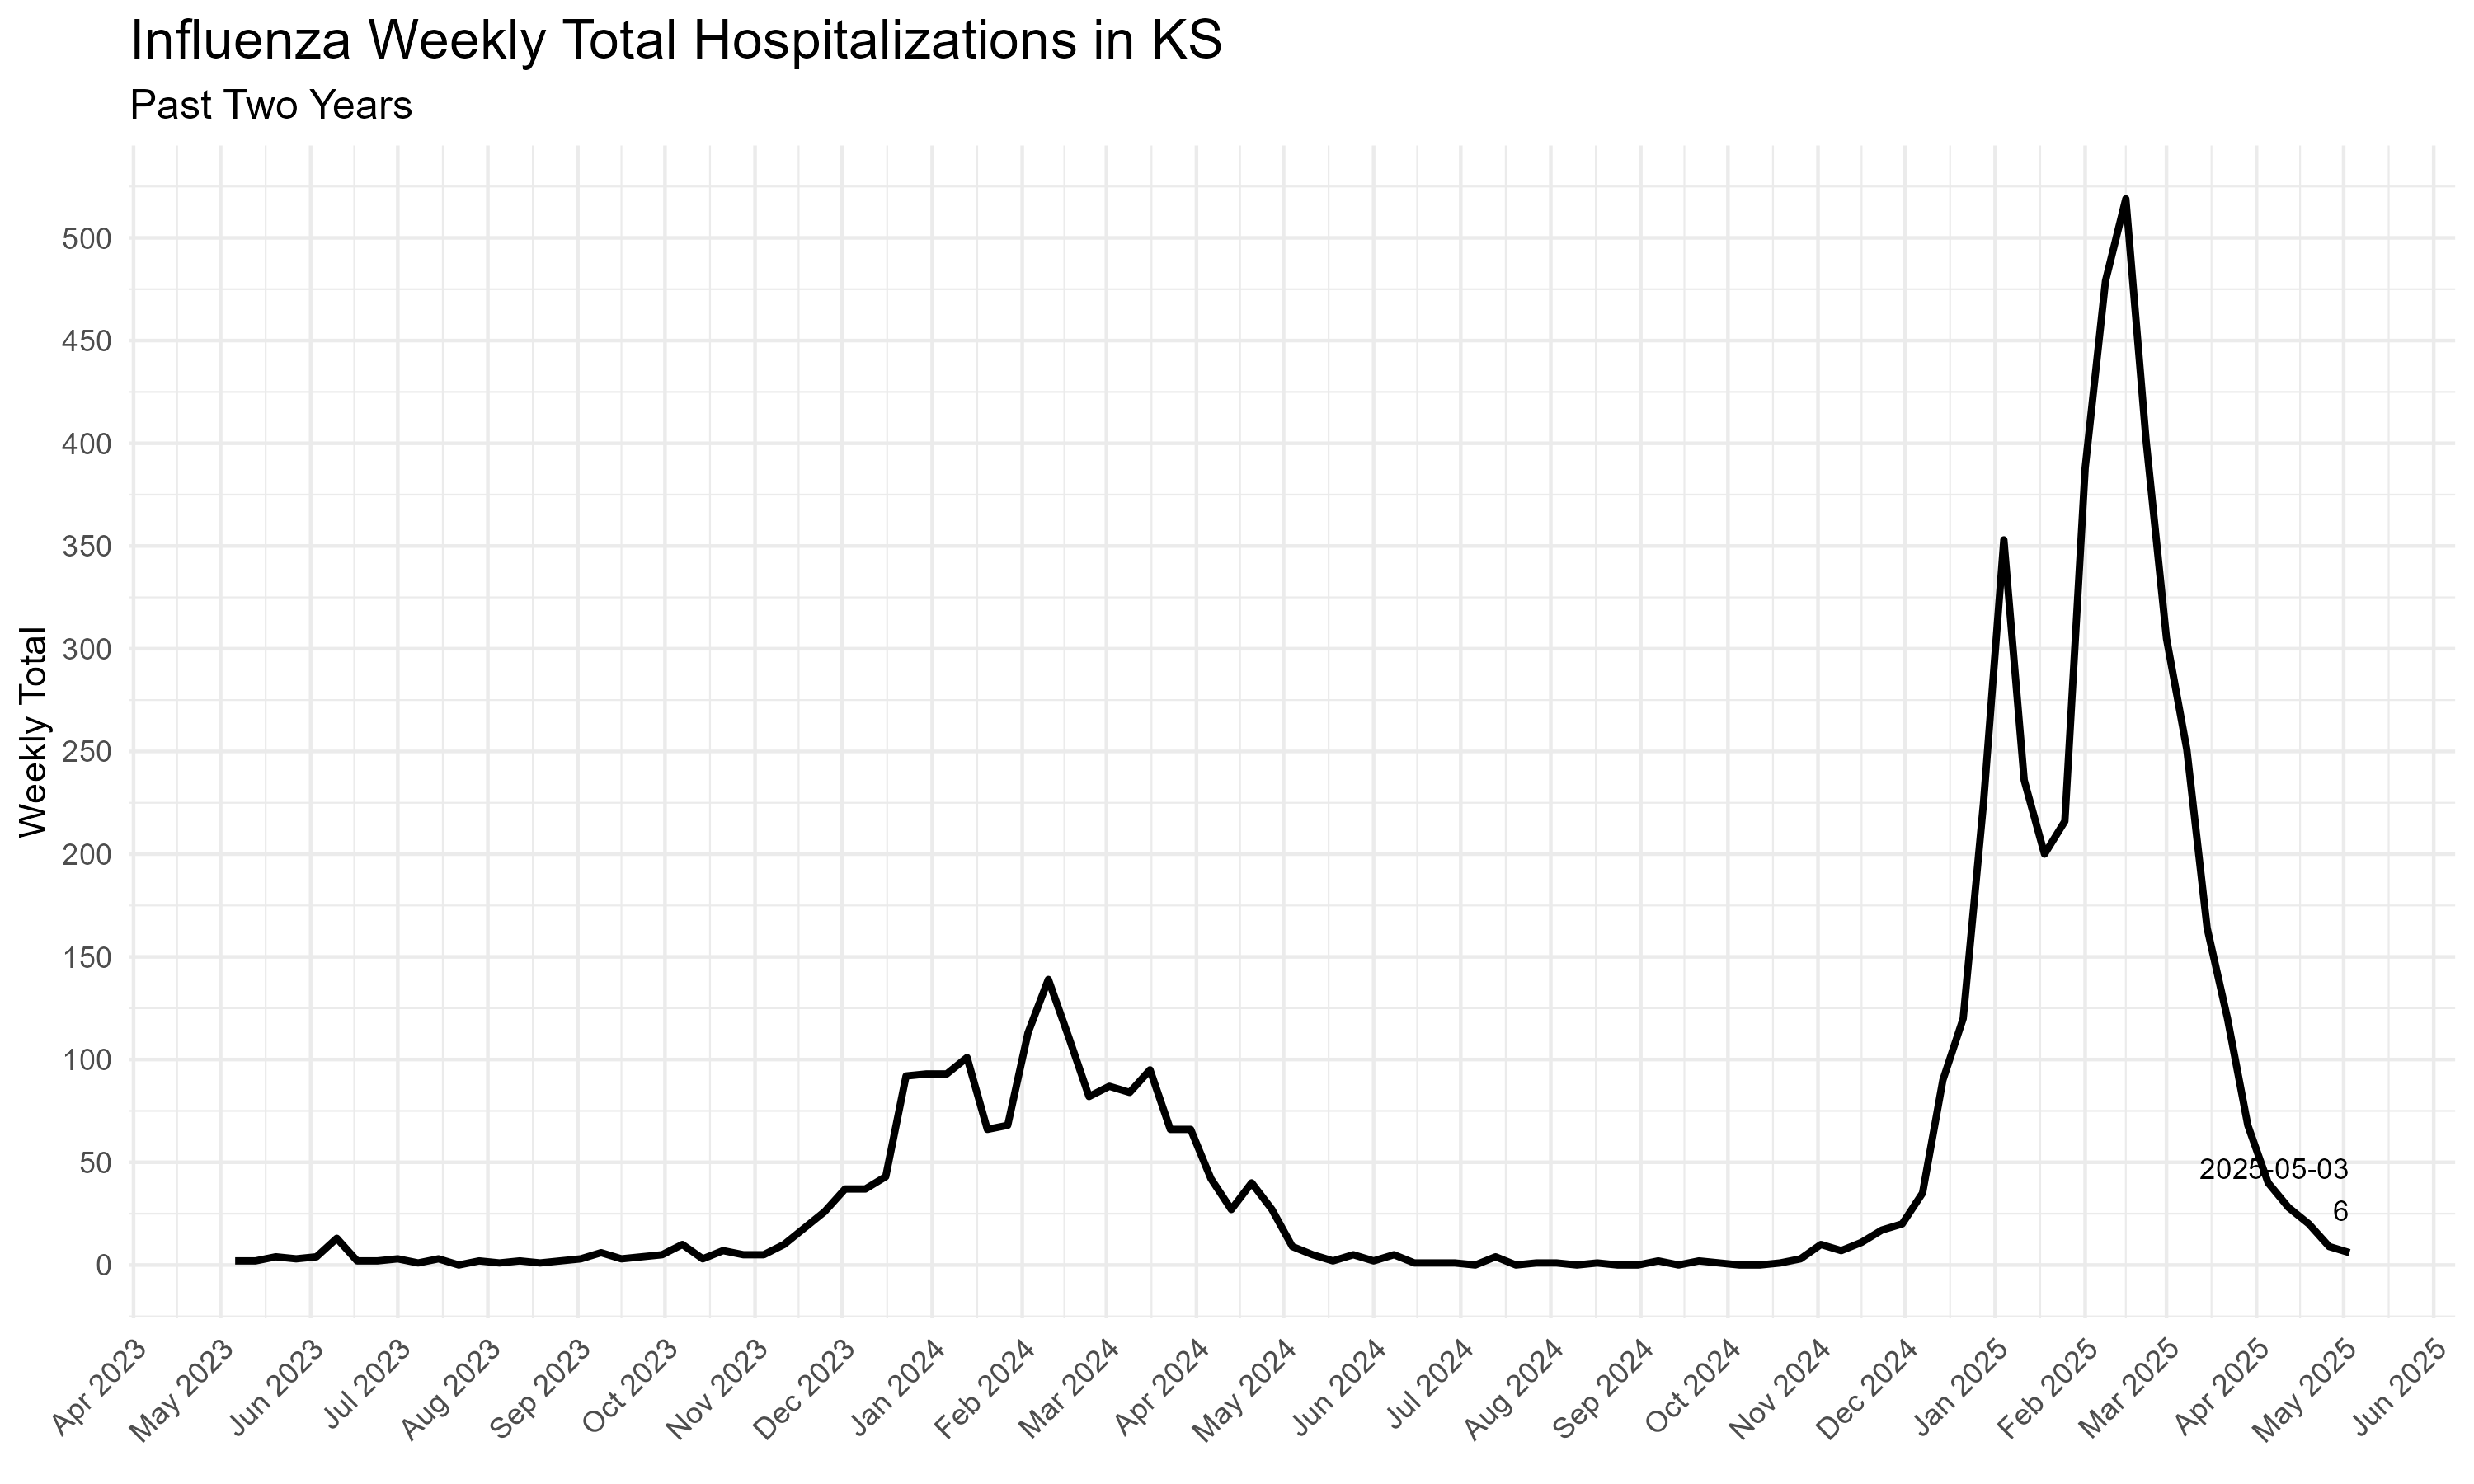 Influenza Weekly Total Hospitalizations in KS
Past Two Years
Weekly Total
500
450
400
350
300
250
200
150
100
50
0
2025-05-03
6
Apr 2023
May 2023
Jun 2023
Jul 2023
Aug 2023
Sep 2023
Oct 2023
Nov 2023
Dec 2023
Jan 2024
Feb 2024
Mar 2024
Apr 2024
May 2024
Jun 2024
Jul 2024
Aug 2024
Sep 2024
Oct 2024
Nov 2024
Dec 2024
Jan 2025
Feb 2025
Mar 2025
Apr 2025
May 2025
Jun 2025